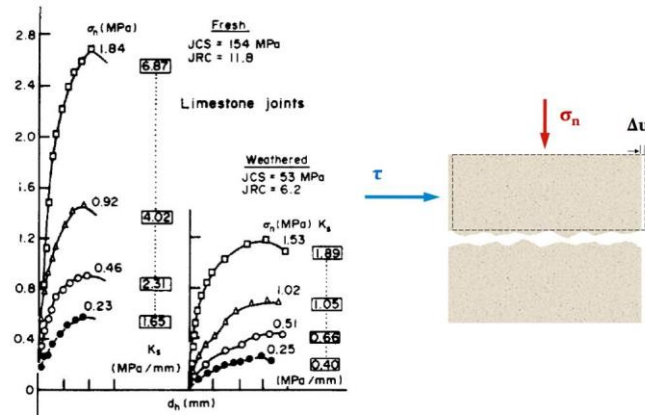 σn (MPa)
1.84
Fresh
JCS = 154 MPa
JRC = 11.8
2.8
2.4
2.0
1.6
1.2
0.8
0.4
0
6.87
Limestone joints
0.92
4.02
0.46
2.31
0.23
1.65
Ks
(MPa/mm)
Weathered
JCS = 53 MPa
JRC = 6.2
σn (MPa) Ks
1.53
1.89
1.02
1.05
0.51
0.66
0.25
0.40
(MPa/mm)
dh (mm)
σn
Δu
τ